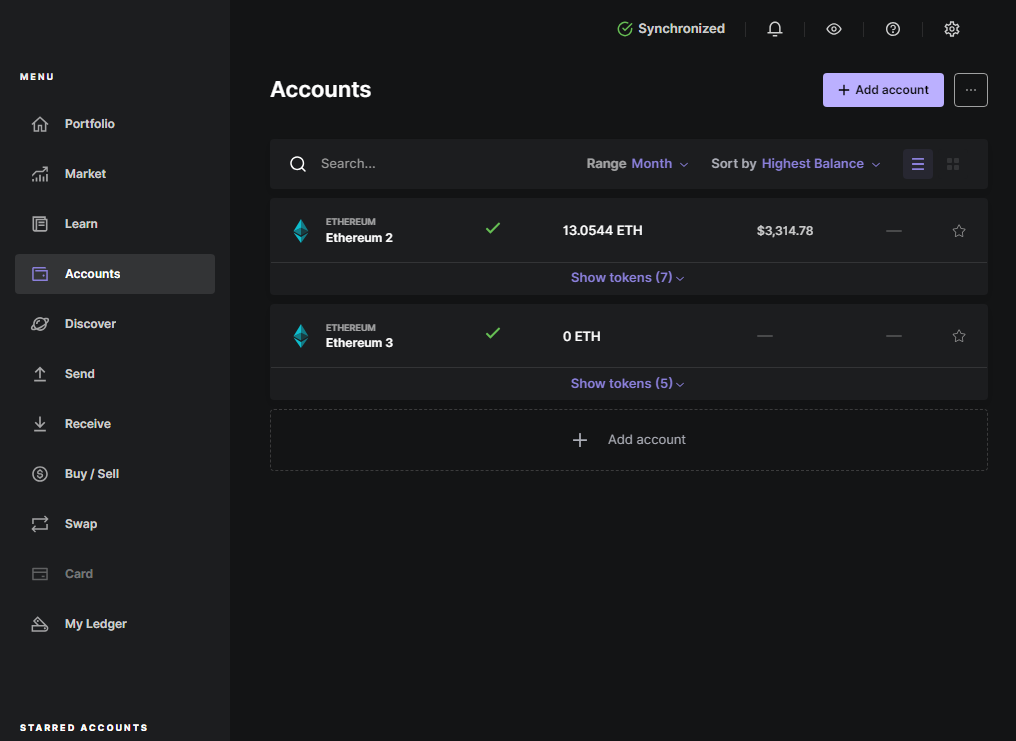 Synchronized
MENU
Portfolio
Market
Learn
Accounts
Discover
Send
Receive
Buy / Sell
Swap
Card
My Ledger
STARRED ACCOUNTS
Accounts
+ Add account
...
Search...
Range Month
Sort by Highest Balance
ETHEREUM
Ethereum 2
13.0544 ETH
$3,314.78
—
Show tokens (7)
ETHEREUM
Ethereum 3
0 ETH
—
—
Show tokens (5)
+ Add account